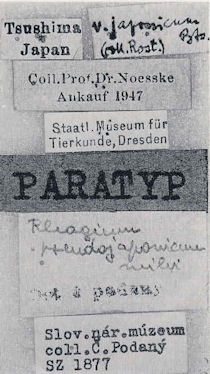 Tsushima
Japan
v. japonicum
Bts.
(coll. Rost.)
Coll.Prof.Dr.Noesske
Ankauf 1947
Staatl. Museum für
Tierkunde, Dresden
PARATYP
Rhagium
pseudojaponicum
Slov.nár.múzeum
coll.Č.Podaný
SZ 1877